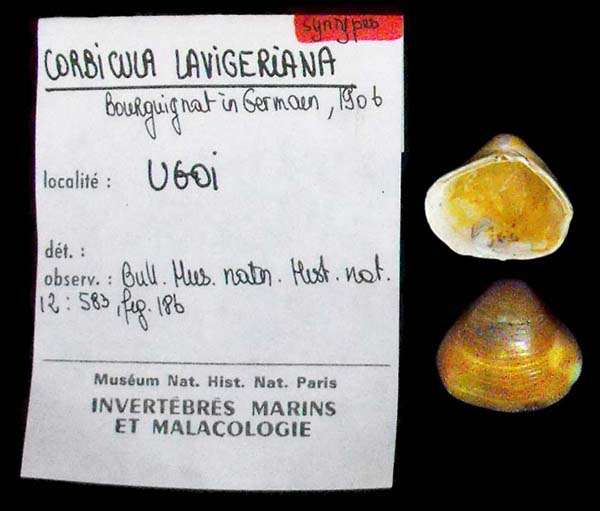 syntypes
CORBICULA LAVIGERIANA
Bourguignat in Germain, 1906
localité : UGOI
dét. :
observ. : Bull. Mus. natn. Hist. nat.
12 : 583, fig. 18b
Muséum Nat. Hist. Nat. Paris
INVERTÉBRÉS MARINS
ET MALACOLOGIE